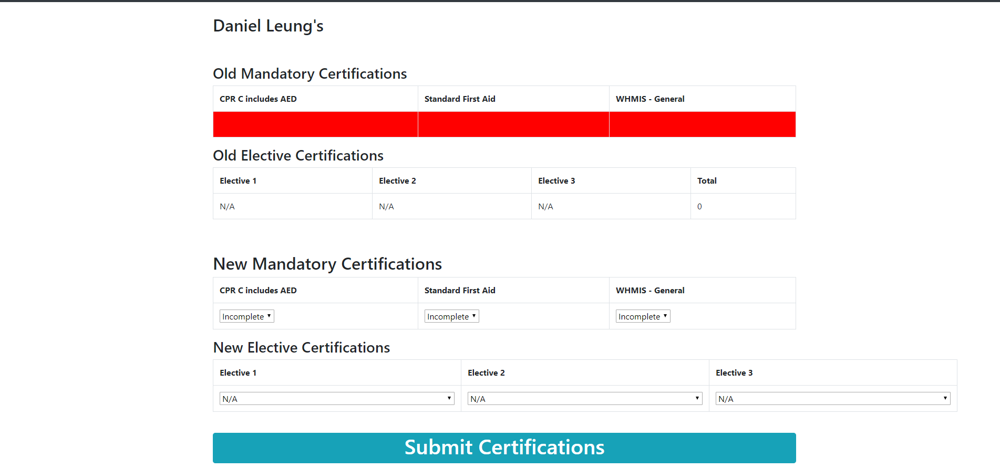 Daniel Leung's
Old Mandatory Certifications
CPR C includes AED Standard First Aid WHMIS - General
Old Elective Certifications
Elective 1 Elective 2 Elective 3 Total
N/A N/A N/A 0
New Mandatory Certifications
CPR C includes AED Standard First Aid WHMIS - General
Incomplete Incomplete Incomplete
New Elective Certifications
Elective 1 Elective 2 Elective 3
N/A N/A N/A
Submit Certifications